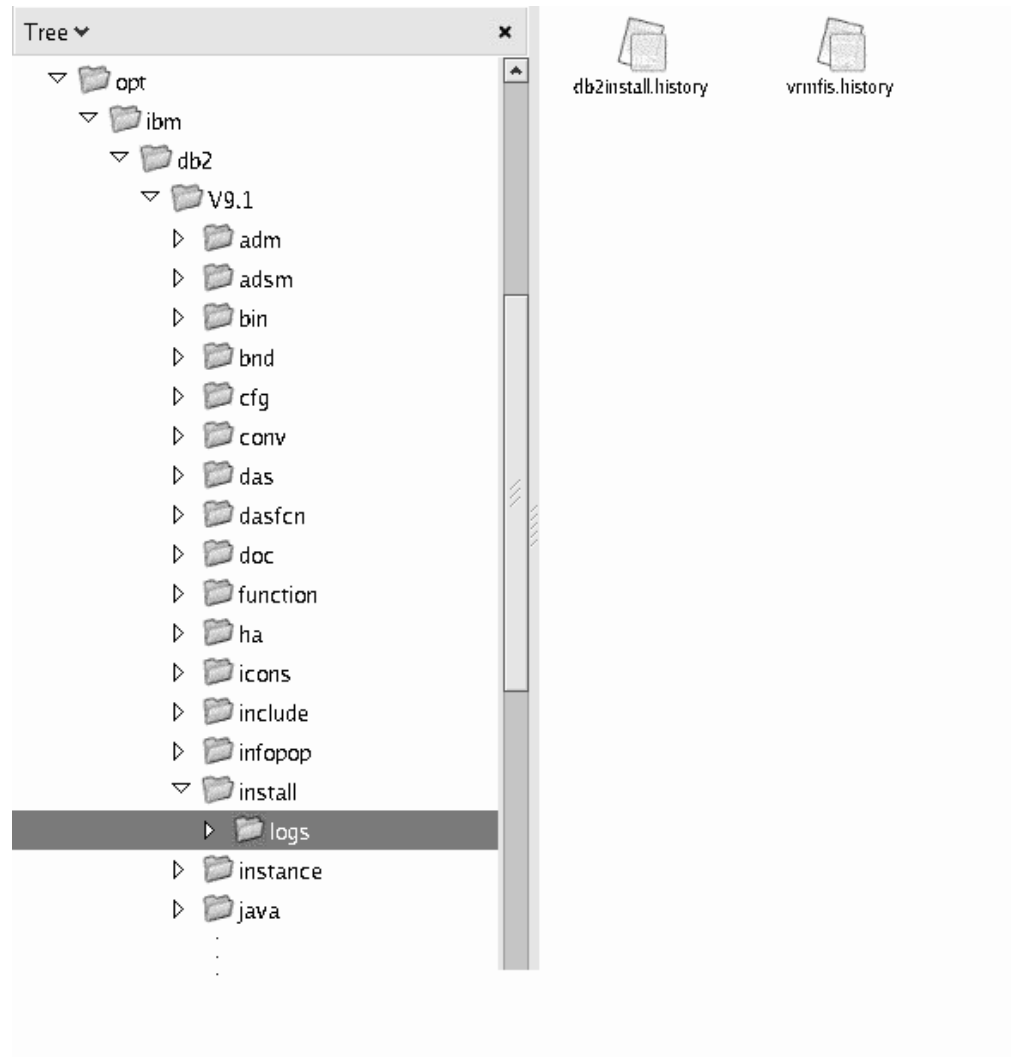 Tree
opt
ibm
db2
V9.1
adm
adsm
bin
bnd
cfg
conv
das
dasfcn
doc
function
ha
icons
include
infopop
install
logs
instance
java
db2install.history
vrmfis.history